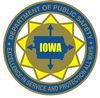 DEPARTMENT OF PUBLIC SAFETY
IOWA
EXCELLENCE IN SERVICE AND PROTECTION